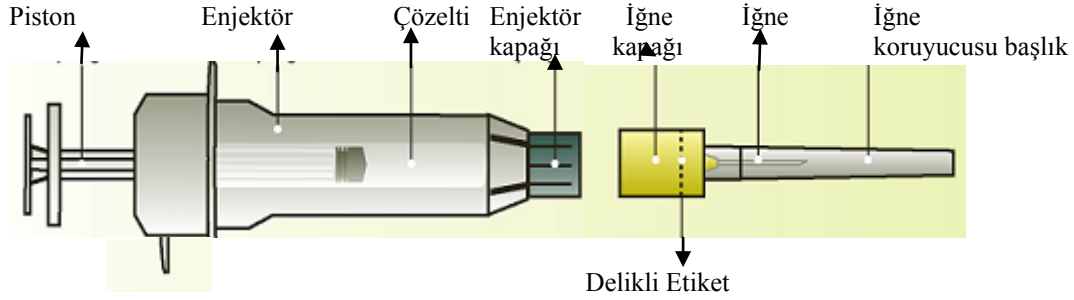 Piston Enjektör Çözelti Enjektör İğne İğne İğne
kapağı kapağı koruyucusu başlık
Delikli Etiket